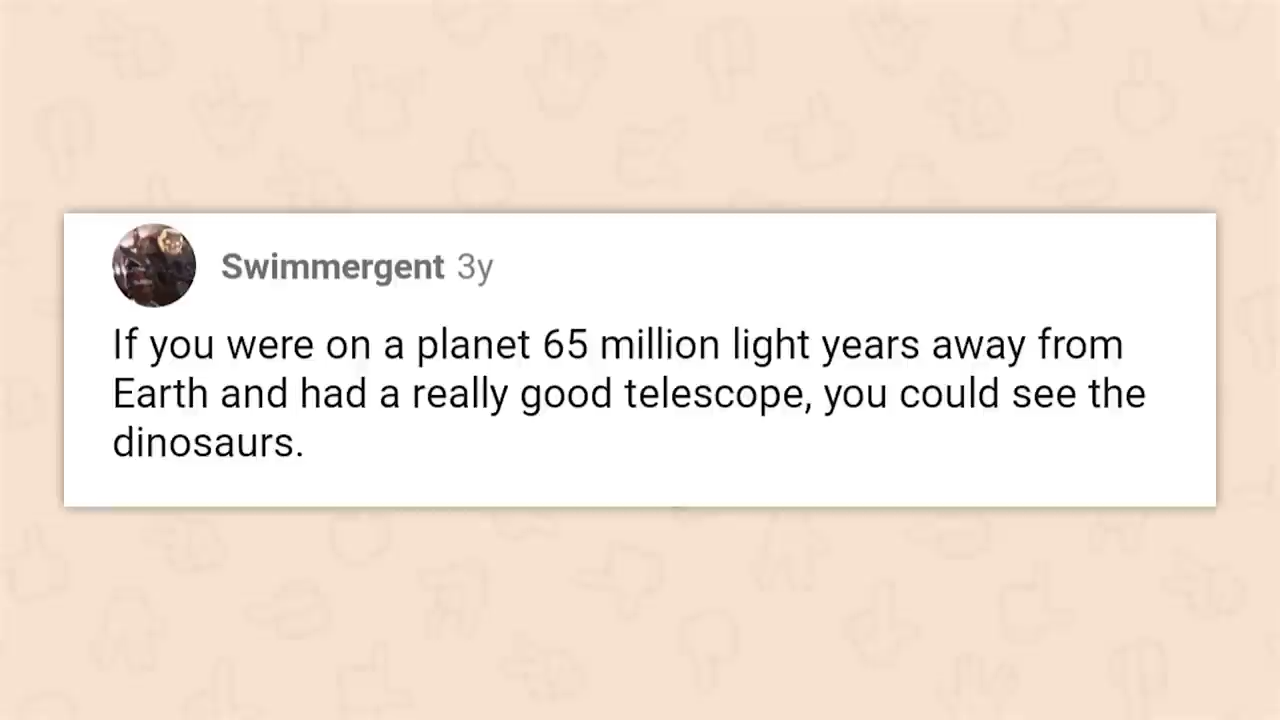 Swimmergent 3y
If you were on a planet 65 million light years away from
Earth and had a really good telescope, you could see the
dinosaurs.